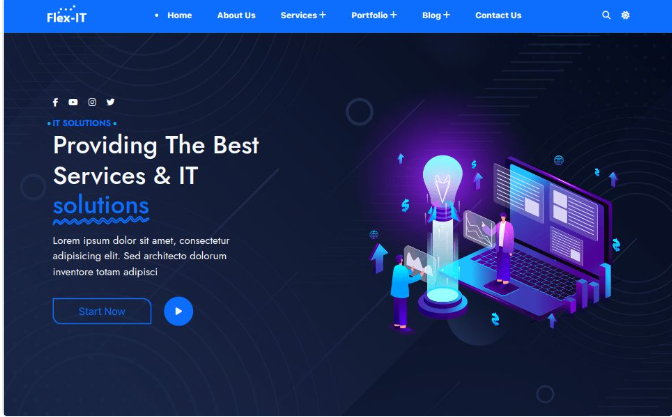 Flex-IT
Home About Us Services + Portfolio + Blog + Contact Us
IT SOLUTIONS
Providing The Best
Services & IT
solutions
Lorem ipsum dolor sit amet, consectetur
adipisicing elit. Sed architecto dolorum
inventore totam adipisci
Start Now